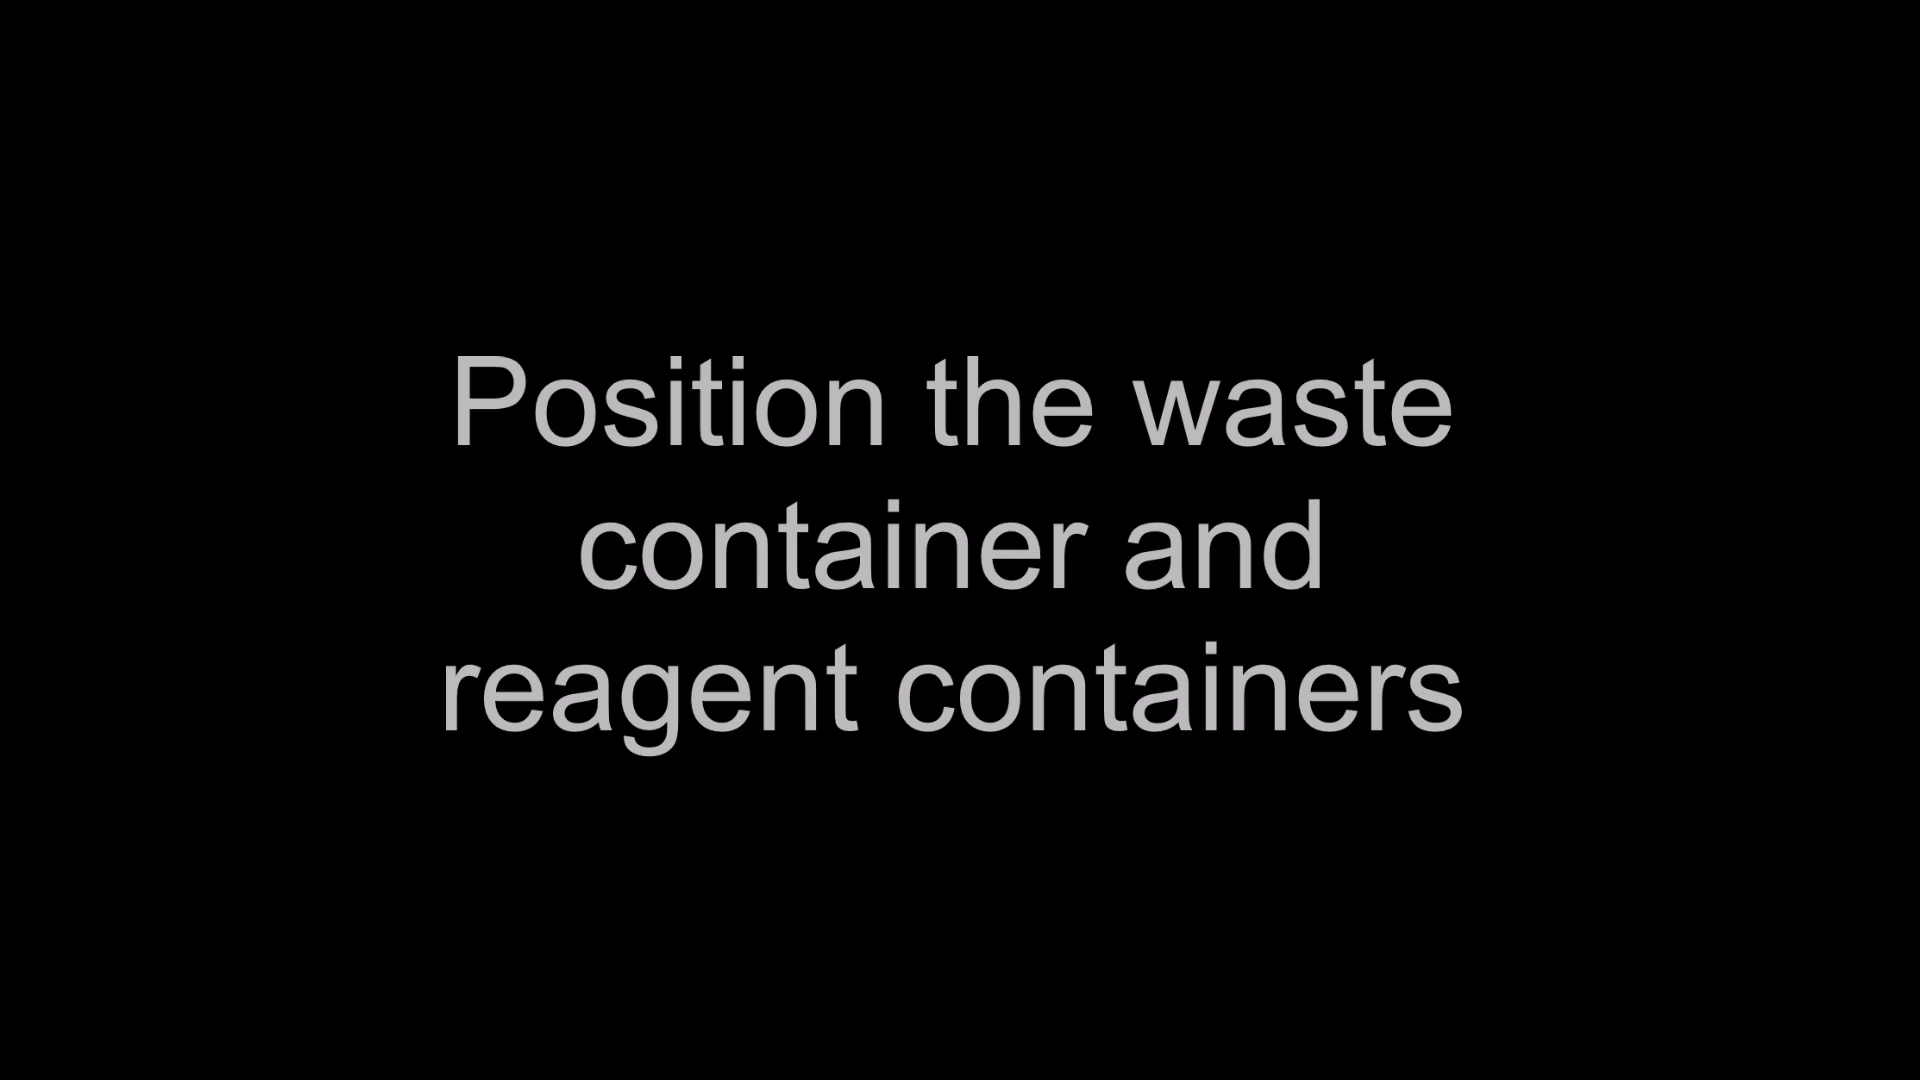 Position the waste
container and
reagent containers